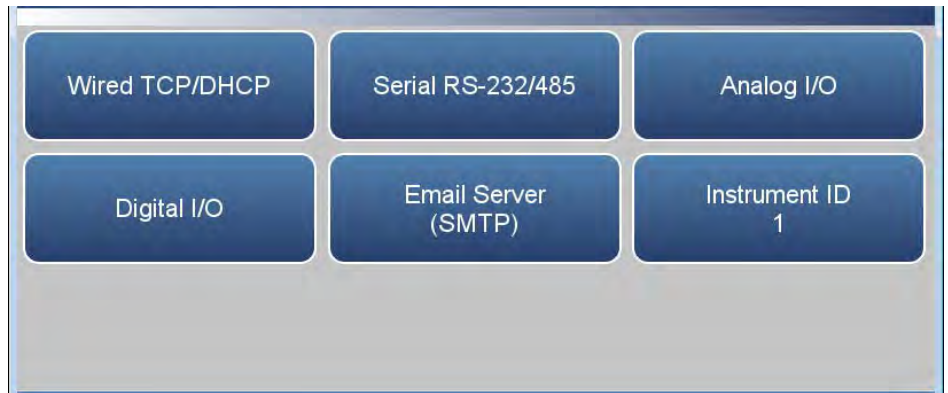 Wired TCP/DHCP
Serial RS-232/485
Analog I/O
Digital I/O
Email Server
(SMTP)
Instrument ID
1